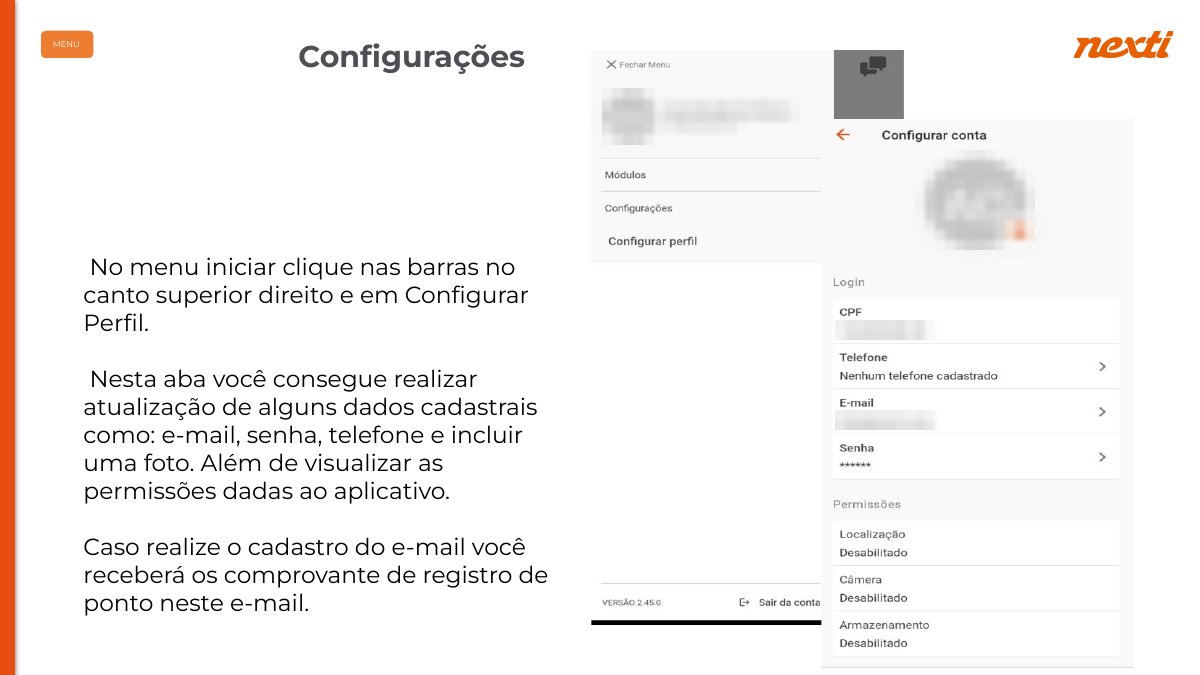 MENU
Configurações
nexti
No menu iniciar clique nas barras no
canto superior direito e em Configurar
Perfil.
Nesta aba você consegue realizar
atualização de alguns dados cadastrais
como: e-mail, senha, telefone e incluir
uma foto. Além de visualizar as
permissões dadas ao aplicativo.
Caso realize o cadastro do e-mail você
receberá os comprovante de registro de
ponto neste e-mail.
Fechar Menu
Módulos
Configurações
Configurar perfil
VERSÃO 2.45.0
Sair da conta
Configurar conta
Login
CPF
Telefone
Nenhum telefone cadastrado
E-mail
Senha
******
Permissões
Localização
Desabilitado
Câmera
Desabilitado
Armazenamento
Desabilitado